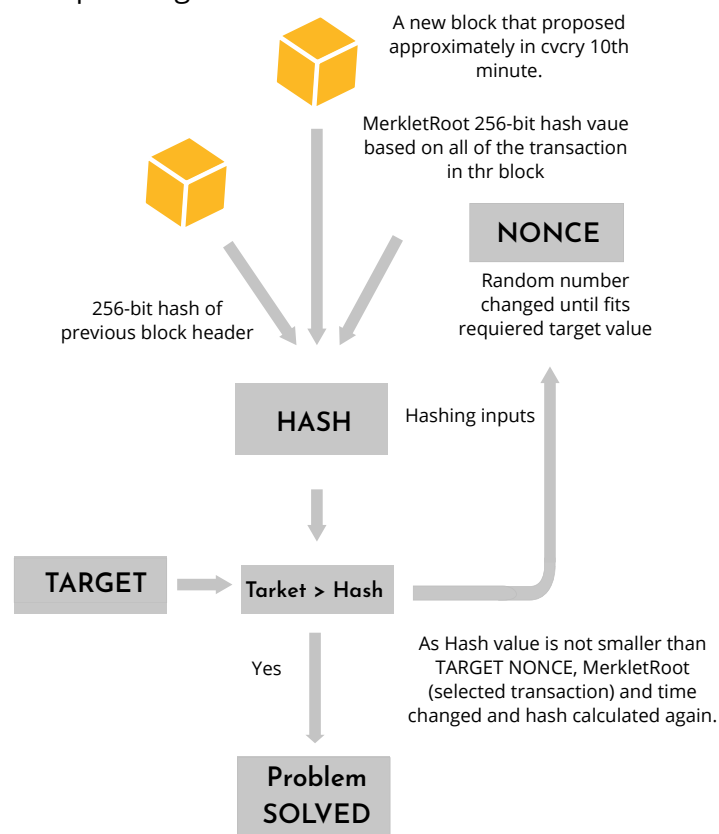 A new block that proposed
approximately in cvcry 10th
minute.
MerkletRoot 256-bit hash vaue
based on all of the transaction
in thr block
NONCE
Random number
changed until fits
requiered target value
256-bit hash of
previous block header
HASH
Hashing inputs
TARGET
Tarket > Hash
As Hash value is not smaller than
TARGET NONCE, MerkletRoot
(selected transaction) and time
changed and hash calculated again.
Yes
Problem
SOLVED